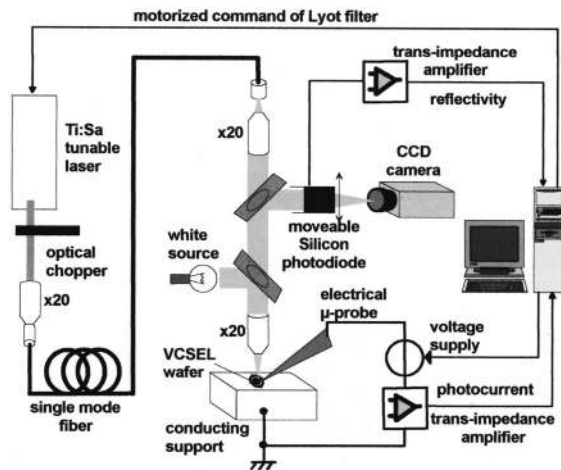 motorized command of Lyot filter
trans-impedance
amplifier
reflectivity
Ti:Sa
tunable
laser
x20
CCD
camera
optical
chopper
white
source
moveable
Silicon
photodiode
x20
x20
electrical
µ-probe
voltage
supply
VCSEL
wafer
single mode
fiber
conducting
support
photocurrent
trans-impedance
amplifier